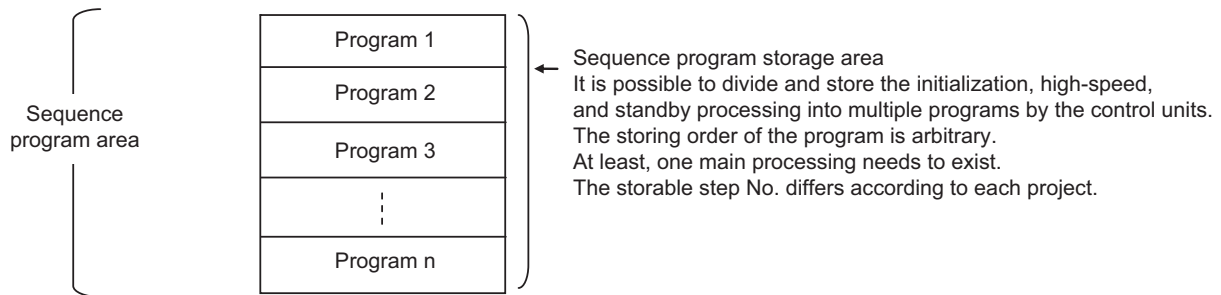 Sequence
program area
Program 1
Program 2
Program 3
Program n
Sequence program storage area
It is possible to divide and store the initialization, high-speed,
and standby processing into multiple programs by the control units.
The storing order of the program is arbitrary.
At least, one main processing needs to exist.
The storable step No. differs according to each project.